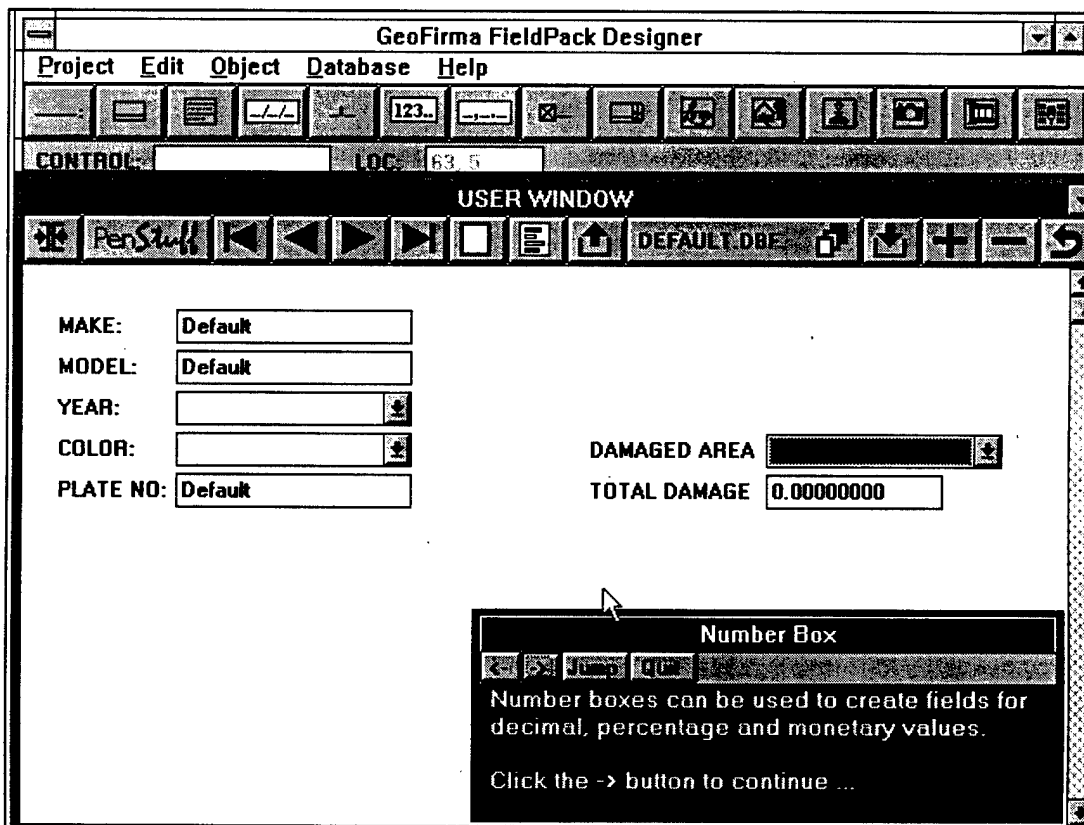 GeoFirma FieldPack Designer
Project Edit Object Database Help
_/_/_ 123..
CONTROL: LOC: 63, 5
USER WINDOW
PenStuff DEFAULT.DBF
MAKE: Default
MODEL: Default
YEAR:
COLOR:
PLATE NO: Default
DAMAGED AREA
TOTAL DAMAGE 0.00000000
Number Box
<- -> Jump Quit
Number boxes can be used to create fields for
decimal, percentage and monetary values.
Click the -> button to continue ...